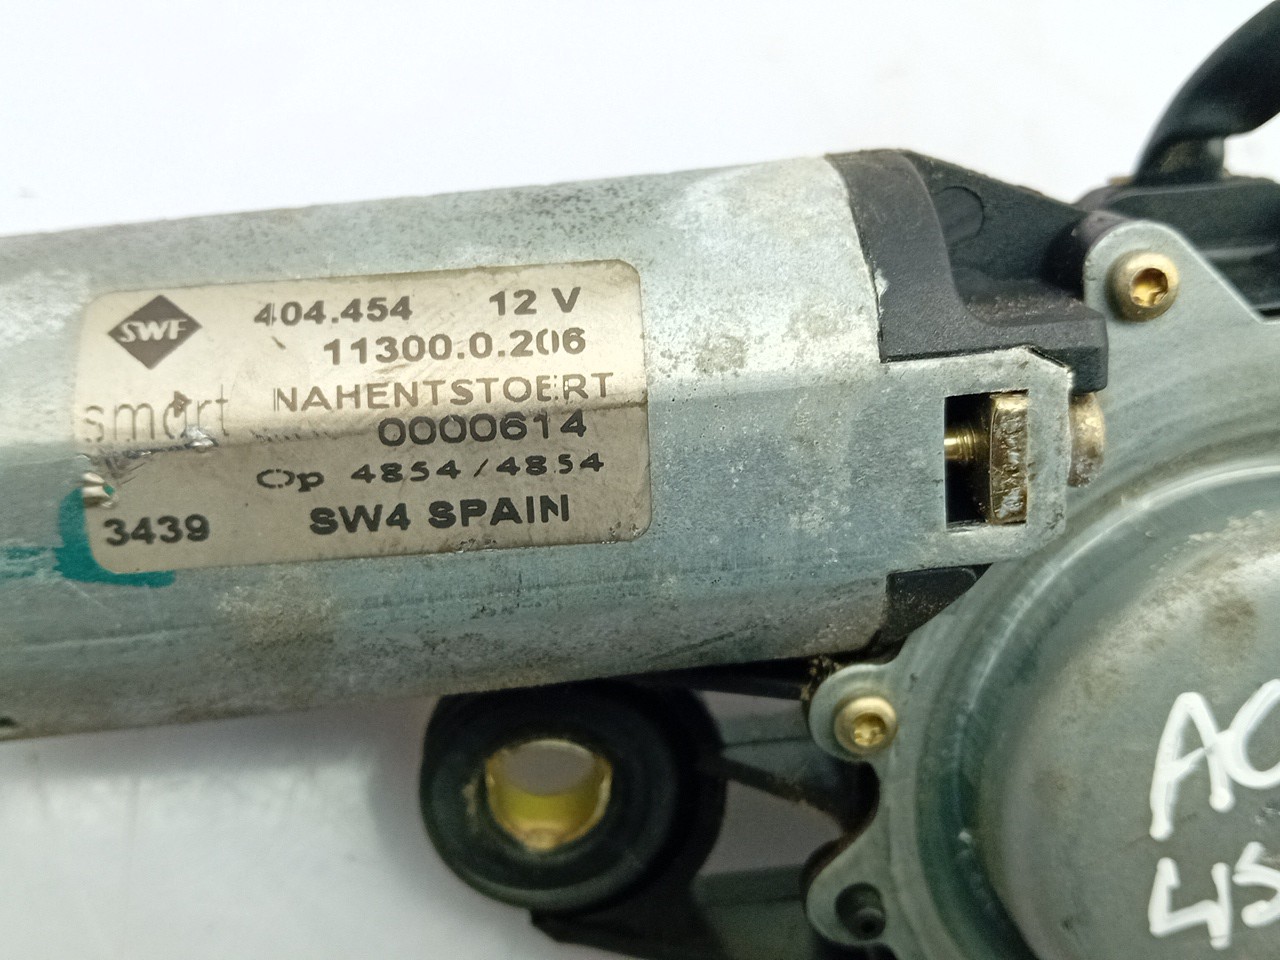 SWF 404.454 12 V
11300.0.206
smart NAHENTSTOERT
0000614
Op 4854/4854
3439 SW4 SPAIN